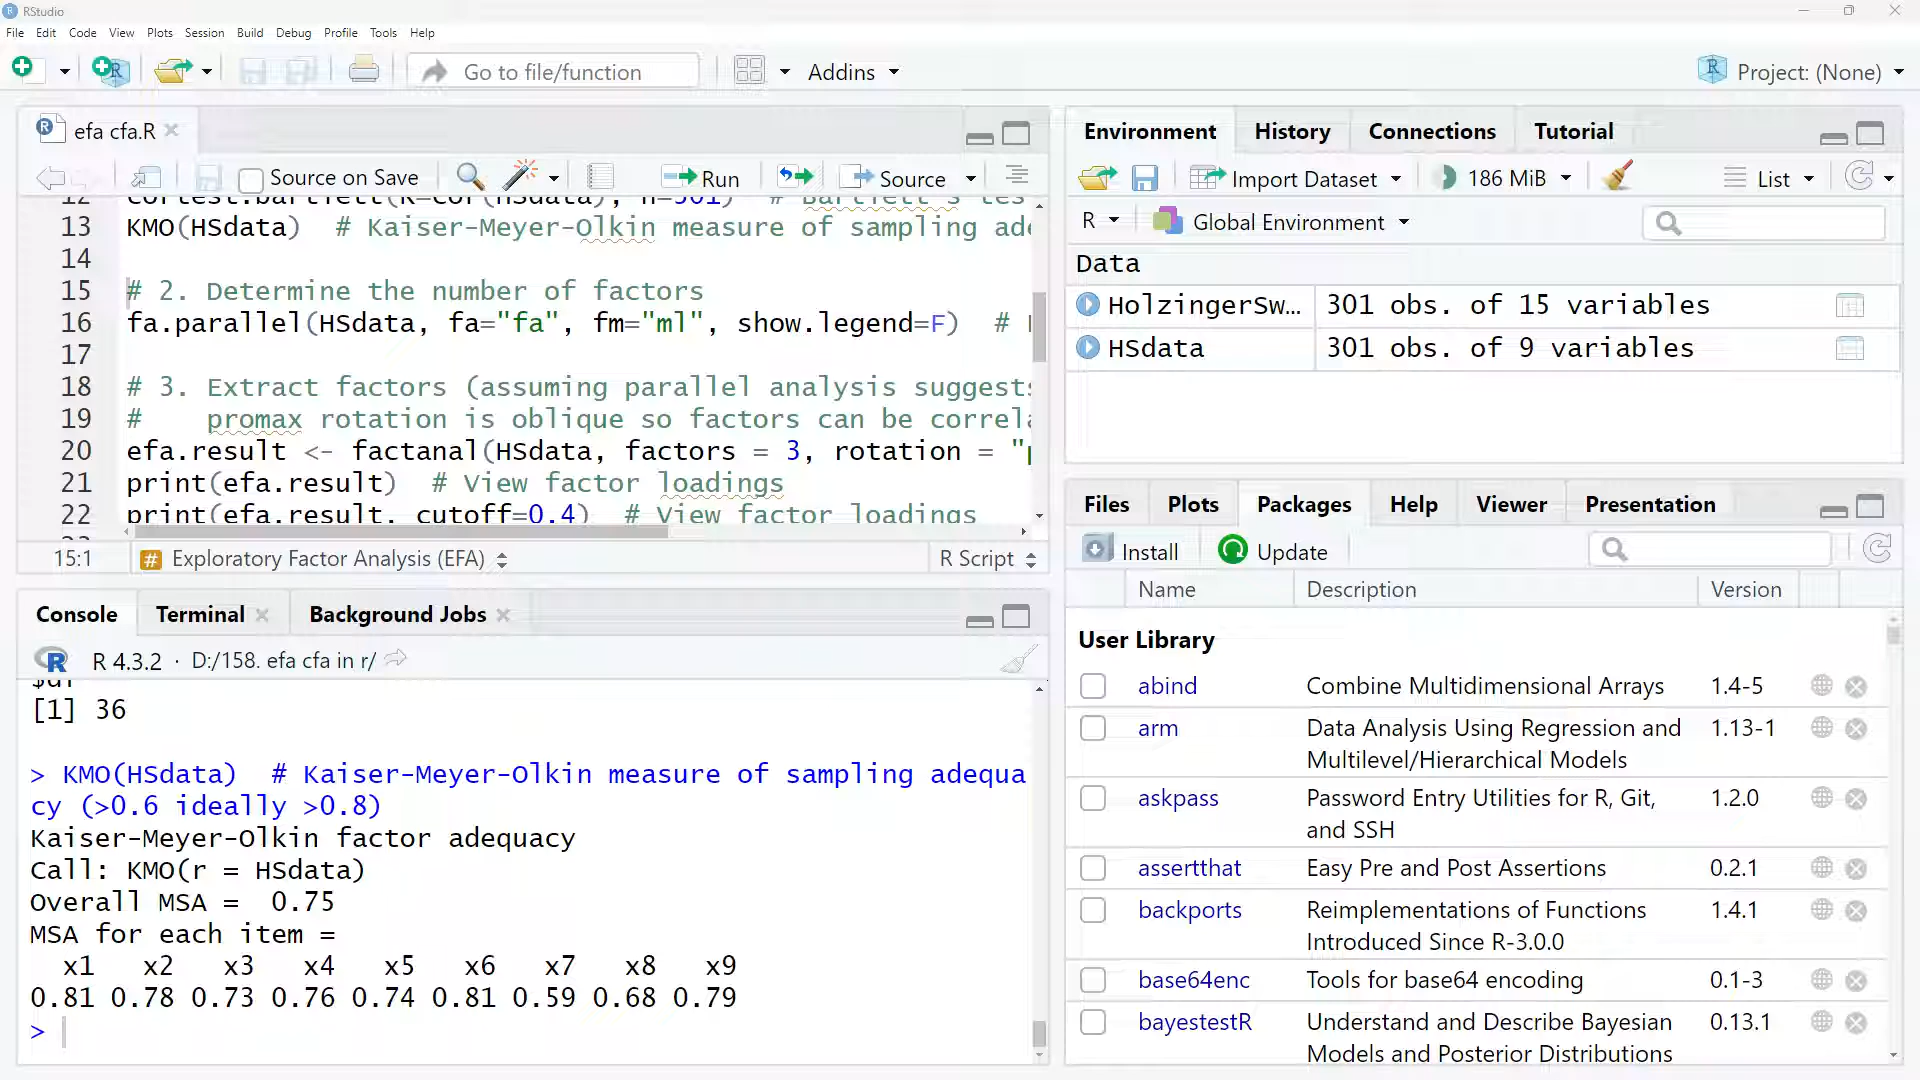 RStudio
File Edit Code View Plots Session Build Debug Profile Tools Help
Go to file/function
Addins
Project: (None)
efa cfa.R
Source on Save
Run
Source
12 cortest.bartlett(R=cor(HSdata), n=301) # Bartlett's tes
13 KMO(HSdata) # Kaiser-Meyer-Olkin measure of sampling ade
14
15 # 2. Determine the number of factors
16 fa.parallel(HSdata, fa="fa", fm="ml", show.legend=F) #
17
18 # 3. Extract factors (assuming parallel analysis suggests
19 # promax rotation is oblique so factors can be correla
20 efa.result <- factanal(HSdata, factors = 3, rotation = "p
21 print(efa.result) # View factor loadings
22 print(efa.result, cutoff=0.4) # View factor loadings
15:1
# Exploratory Factor Analysis (EFA)
R Script
Console Terminal Background Jobs
R 4.3.2 · D:/158. efa cfa in r/
$df
[1] 36
> KMO(HSdata) # Kaiser-Meyer-Olkin measure of sampling adequa
cy (>0.6 ideally >0.8)
Kaiser-Meyer-Olkin factor adequacy
Call: KMO(r = HSdata)
Overall MSA = 0.75
MSA for each item =
x1 x2 x3 x4 x5 x6 x7 x8 x9
0.81 0.78 0.73 0.76 0.74 0.81 0.59 0.68 0.79
>
Environment History Connections Tutorial
Import Dataset 186 MiB List
R Global Environment
Data
HolzingerSw... 301 obs. of 15 variables
HSdata 301 obs. of 9 variables
Files Plots Packages Help Viewer Presentation
Install Update
Name Description Version
User Library
abind Combine Multidimensional Arrays 1.4-5
arm Data Analysis Using Regression and 1.13-1
Multilevel/Hierarchical Models
askpass Password Entry Utilities for R, Git, 1.2.0
and SSH
assertthat Easy Pre and Post Assertions 0.2.1
backports Reimplementations of Functions 1.4.1
Introduced Since R-3.0.0
base64enc Tools for base64 encoding 0.1-3
bayestestR Understand and Describe Bayesian 0.13.1
Models and Posterior Distributions